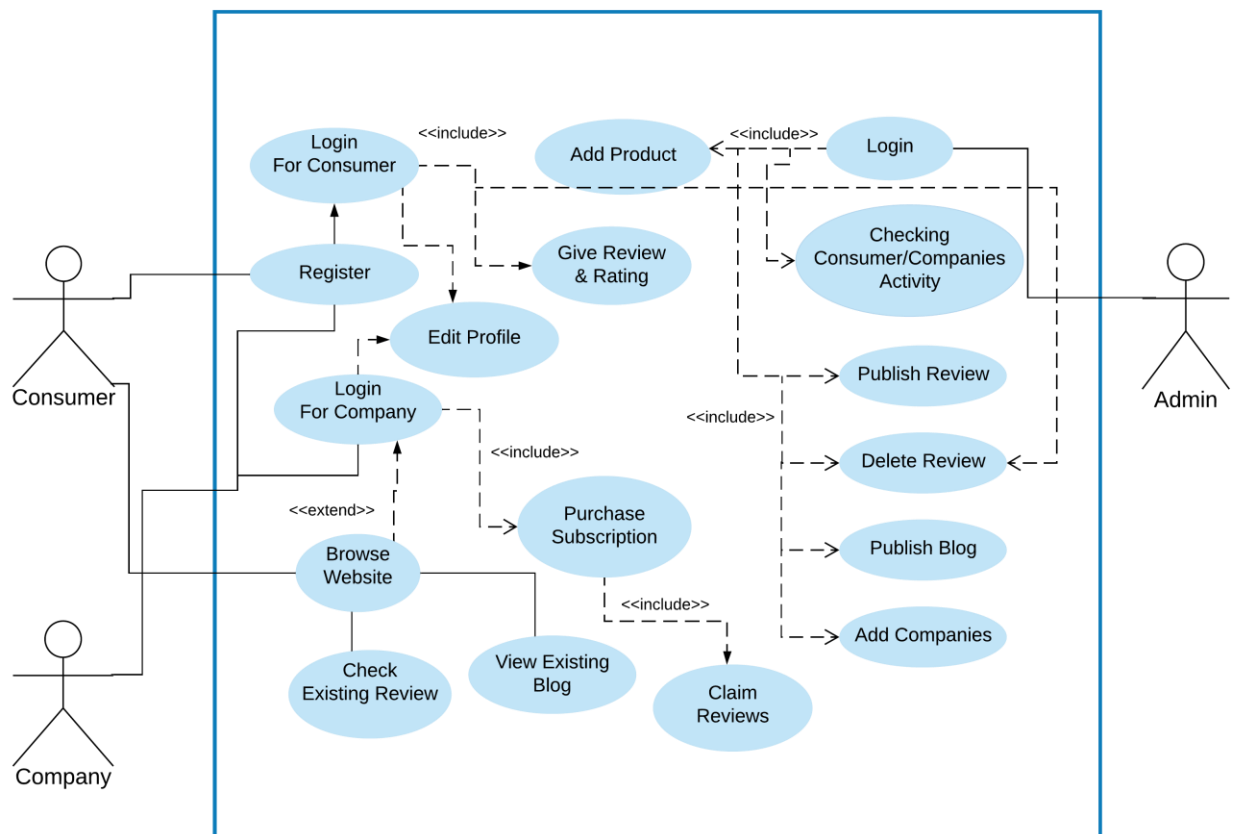 <<include>>
Login
For Consumer
Add Product
<<include>>
Login
Register
Give Review
& Rating
Checking
Consumer/Companies
Activity
Edit Profile
Consumer
Login
For Company
Publish Review
Admin
<<include>>
<<include>>
Delete Review
<<extend>>
Purchase
Subscription
Browse
Website
Publish Blog
<<include>>
Add Companies
Check
Existing Review
View Existing
Blog
Claim
Reviews
Company